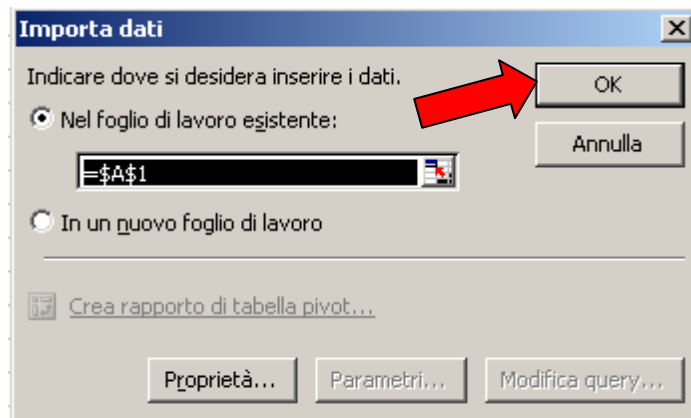 Importa dati
Indicare dove si desidera inserire i dati.
OK
Nel foglio di lavoro esistente:
Annulla
=$A$1
In un nuovo foglio di lavoro
Crea rapporto di tabella pivot...
Proprietà...
Parametri...
Modifica query...